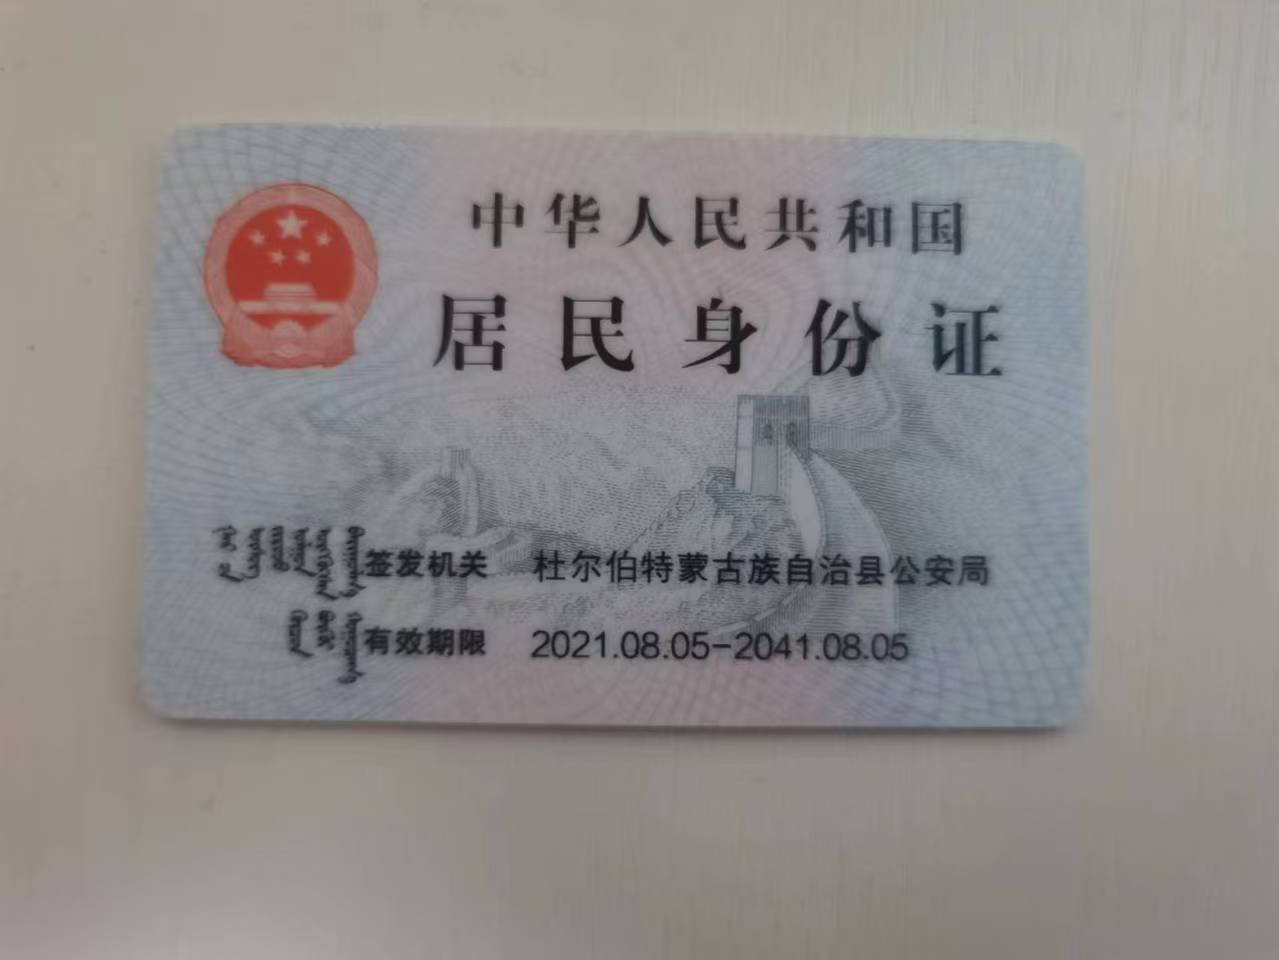 中华人民共和国
居民身份证
签发机关 杜尔伯特蒙古族自治县公安局
有效期限 2021.08.05-2041.08.05